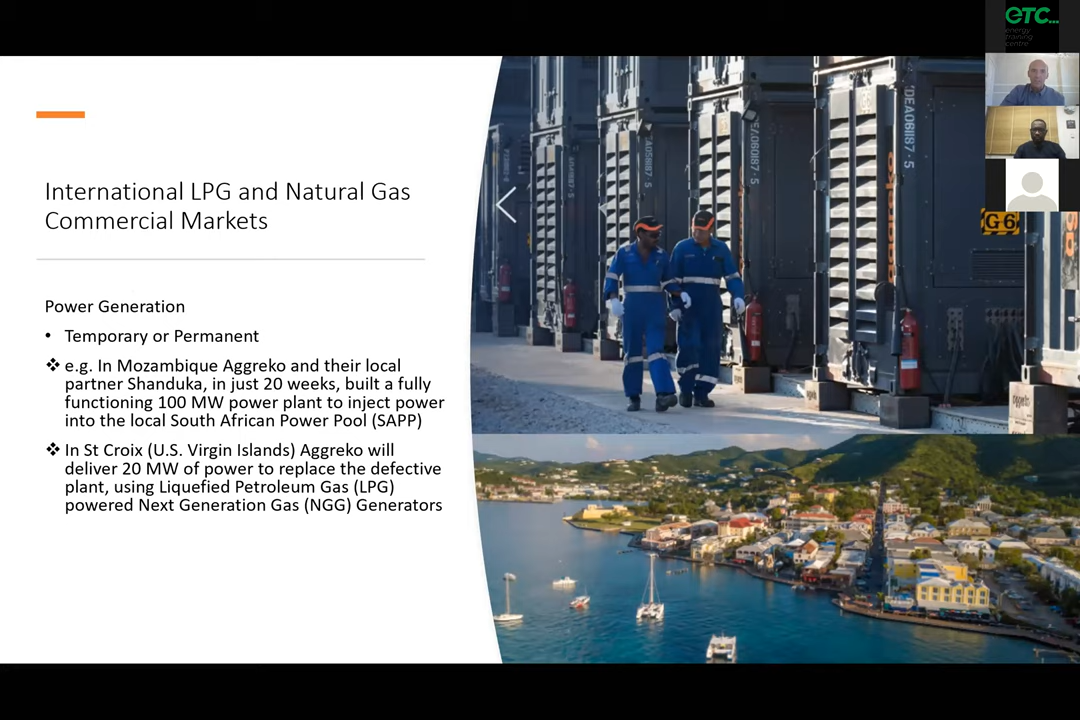 eTC...
energy
training
centre
International LPG and Natural Gas
Commercial Markets
Power Generation
• Temporary or Permanent
❖ e.g. In Mozambique Aggreko and their local
partner Shanduka, in just 20 weeks, built a fully
functioning 100 MW power plant to inject power
into the local South African Power Pool (SAPP)
❖ In St Croix (U.S. Virgin Islands) Aggreko will
deliver 20 MW of power to replace the defective
plant, using Liquefied Petroleum Gas (LPG)
powered Next Generation Gas (NGG) Generators
G6